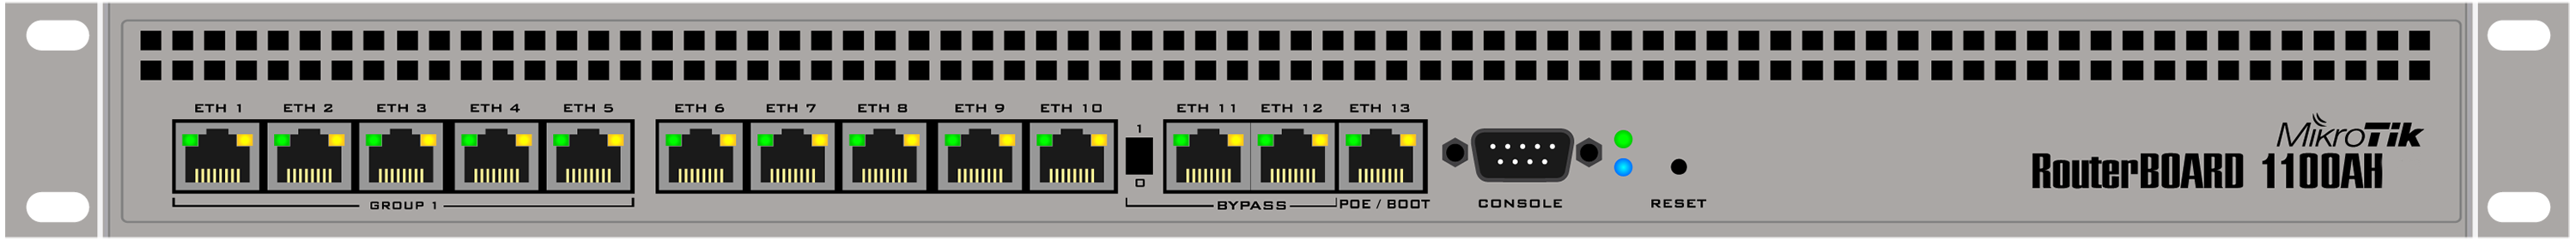 ETH 1 ETH 2 ETH 3 ETH 4 ETH 5 ETH 6 ETH 7 ETH 8 ETH 9 ETH 10 ETH 11 ETH 12 ETH 13
1
MikroTik
RouterBOARD 1100AH
0
GROUP 1 BYPASS POE / BOOT CONSOLE RESET